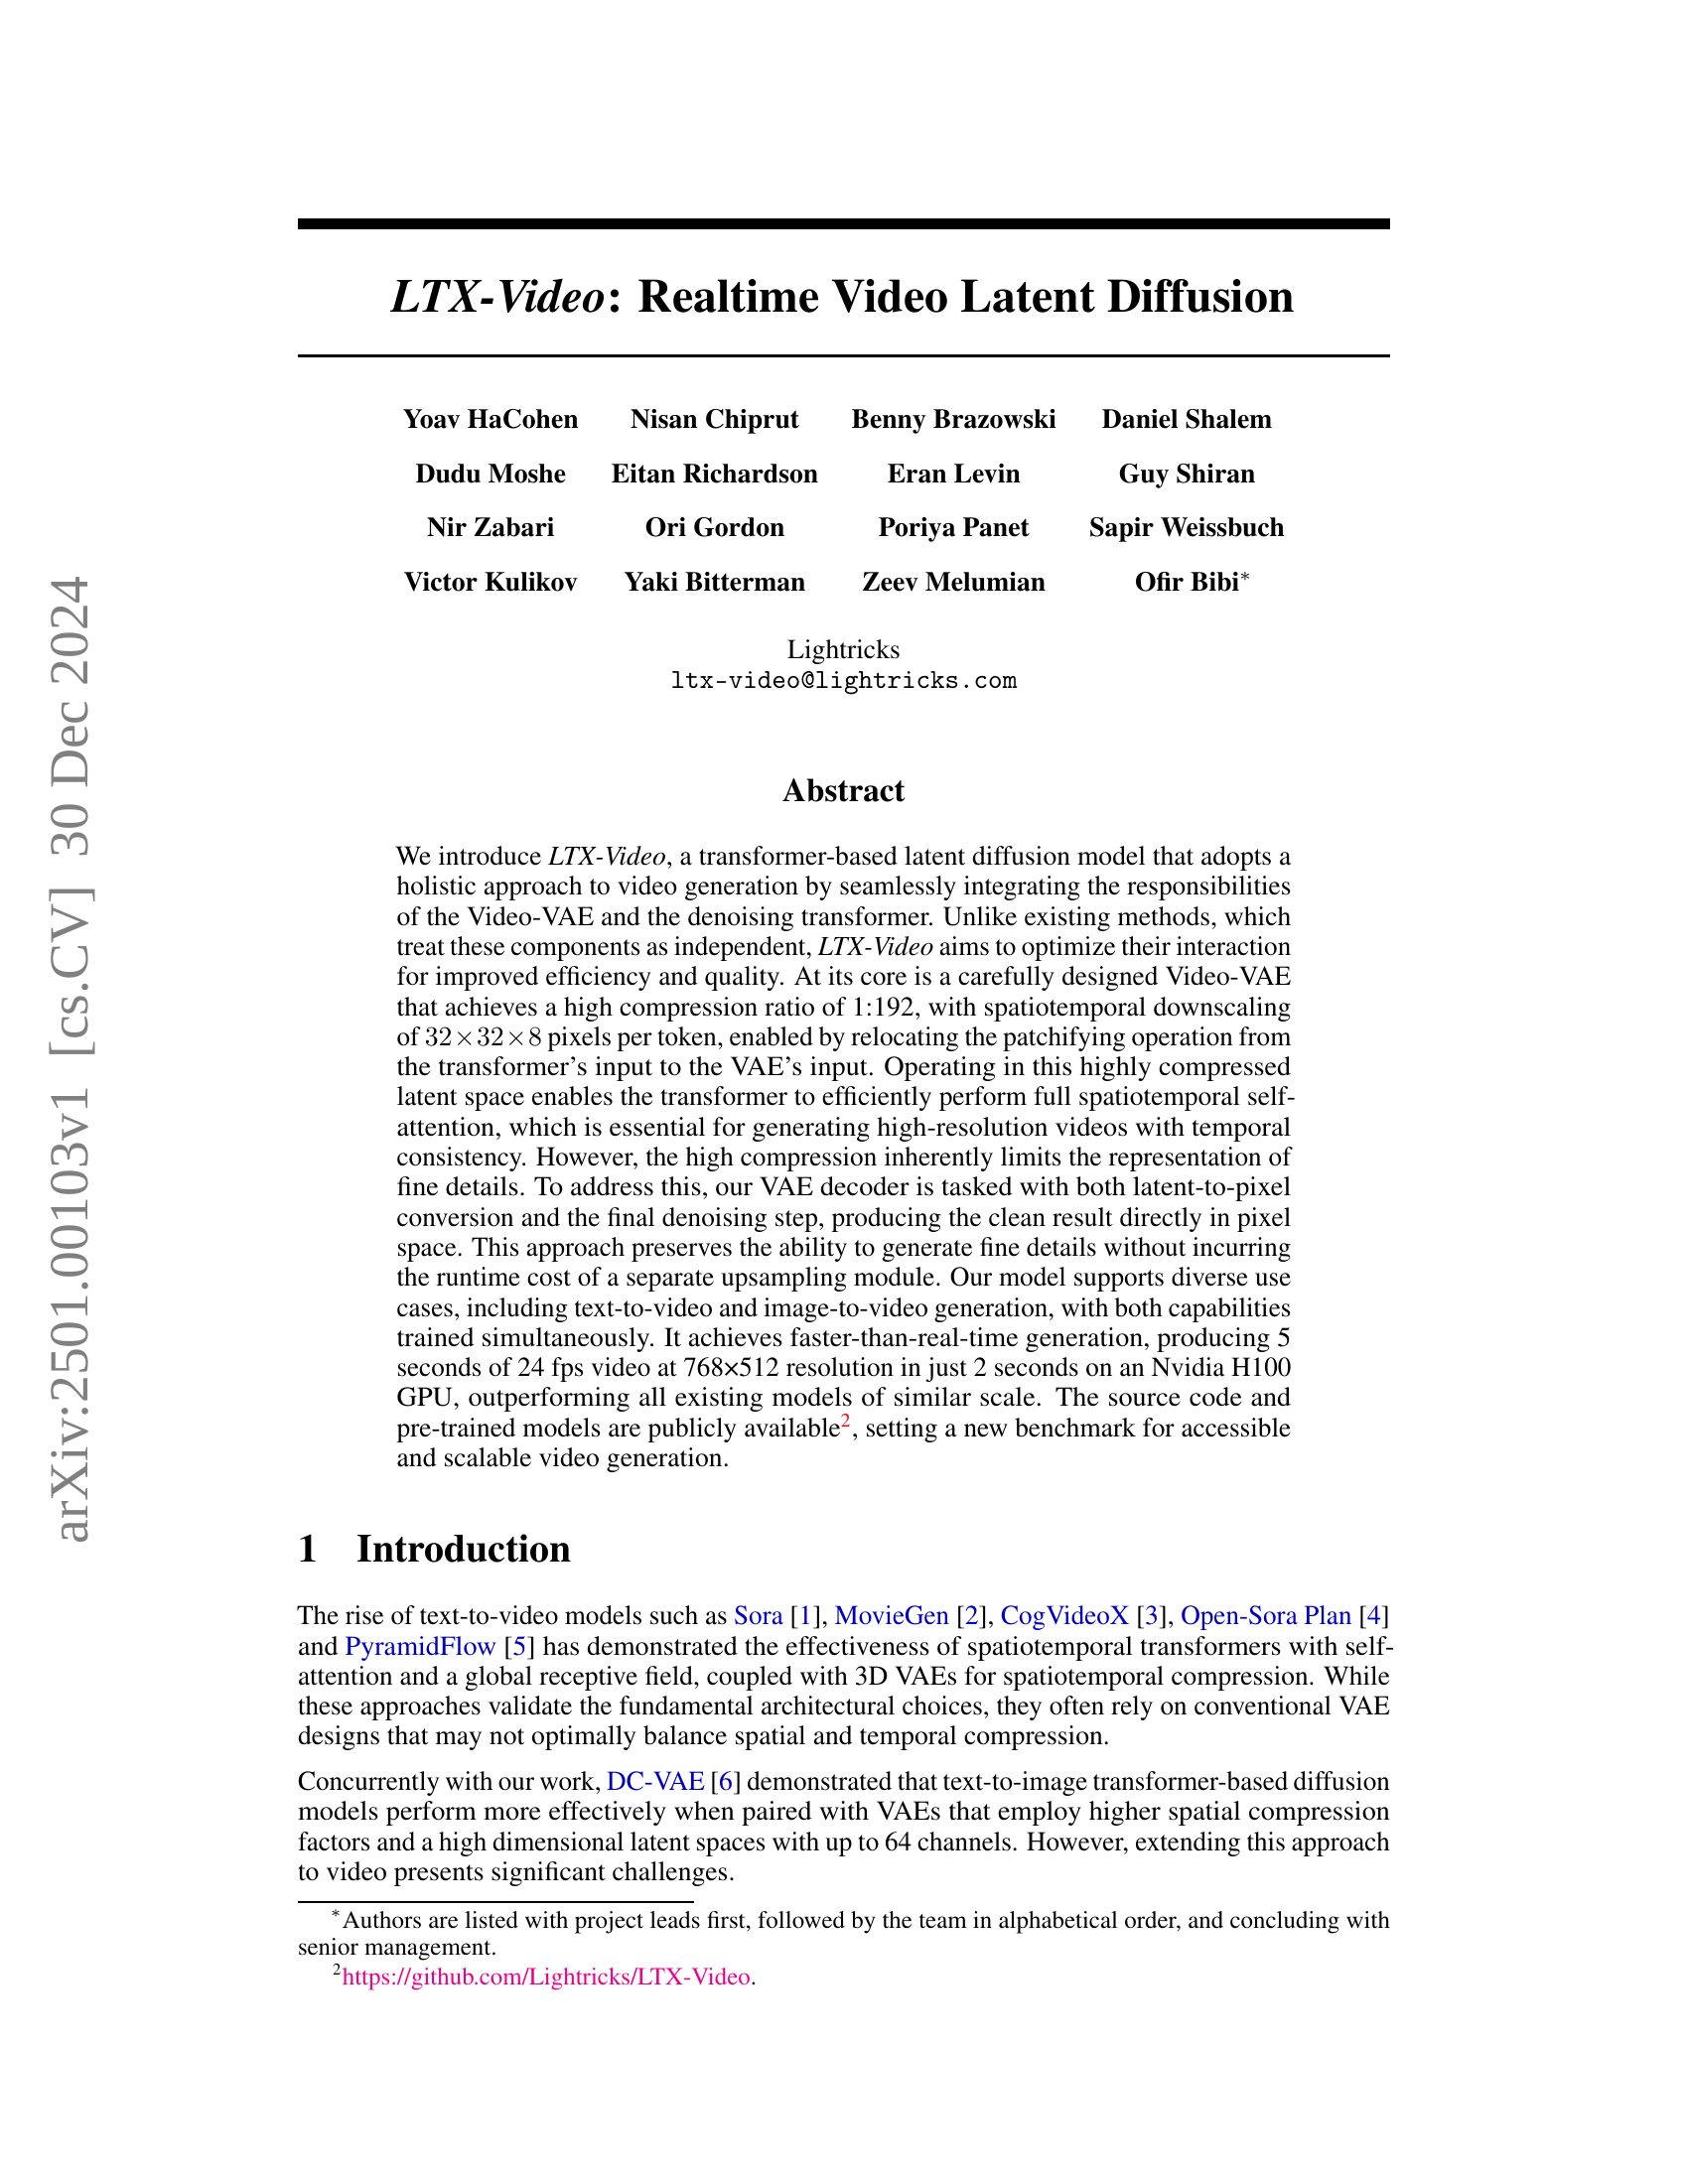 arXiv:2501.00103v1 [cs.CV] 30 Dec 2024
LTX-Video: Realtime Video Latent Diffusion
Yoav HaCohen Nisan Chiprut Benny Brazowski Daniel Shalem
Dudu Moshe Eitan Richardson Eran Levin Guy Shiran
Nir Zabari Ori Gordon Poriya Panet Sapir Weissbuch
Victor Kulikov Yaki Bitterman Zeev Melumian Ofir Bibi*
Lightricks
ltx-video@lightricks.com
Abstract
We introduce LTX-Video, a transformer-based latent diffusion model that adopts a
holistic approach to video generation by seamlessly integrating the responsibilities
of the Video-VAE and the denoising transformer. Unlike existing methods, which
treat these components as independent, LTX-Video aims to optimize their interaction
for improved efficiency and quality. At its core is a carefully designed Video-VAE
that achieves a high compression ratio of 1:192, with spatiotemporal downscaling
of 32×32×8 pixels per token, enabled by relocating the patchifying operation from
the transformer's input to the VAE's input. Operating in this highly compressed
latent space enables the transformer to efficiently perform full spatiotemporal self-
attention, which is essential for generating high-resolution videos with temporal
consistency. However, the high compression inherently limits the representation of
fine details. To address this, our VAE decoder is tasked with both latent-to-pixel
conversion and the final denoising step, producing the clean result directly in pixel
space. This approach preserves the ability to generate fine details without incurring
the runtime cost of a separate upsampling module. Our model supports diverse use
cases, including text-to-video and image-to-video generation, with both capabilities
trained simultaneously. It achieves faster-than-real-time generation, producing 5
seconds of 24 fps video at 768×512 resolution in just 2 seconds on an Nvidia H100
GPU, outperforming all existing models of similar scale. The source code and
pre-trained models are publicly available2, setting a new benchmark for accessible
and scalable video generation.
1 Introduction
The rise of text-to-video models such as Sora [1], MovieGen [2], CogVideoX [3], Open-Sora Plan [4]
and PyramidFlow [5] has demonstrated the effectiveness of spatiotemporal transformers with self-
attention and a global receptive field, coupled with 3D VAEs for spatiotemporal compression. While
these approaches validate the fundamental architectural choices, they often rely on conventional VAE
designs that may not optimally balance spatial and temporal compression.
Concurrently with our work, DC-VAE [6] demonstrated that text-to-image transformer-based diffusion
models perform more effectively when paired with VAEs that employ higher spatial compression
factors and a high dimensional latent spaces with up to 64 channels. However, extending this approach
to video presents significant challenges.
*Authors are listed with project leads first, followed by the team in alphabetical order, and concluding with
senior management.
2https://github.com/Lightricks/LTX-Video.